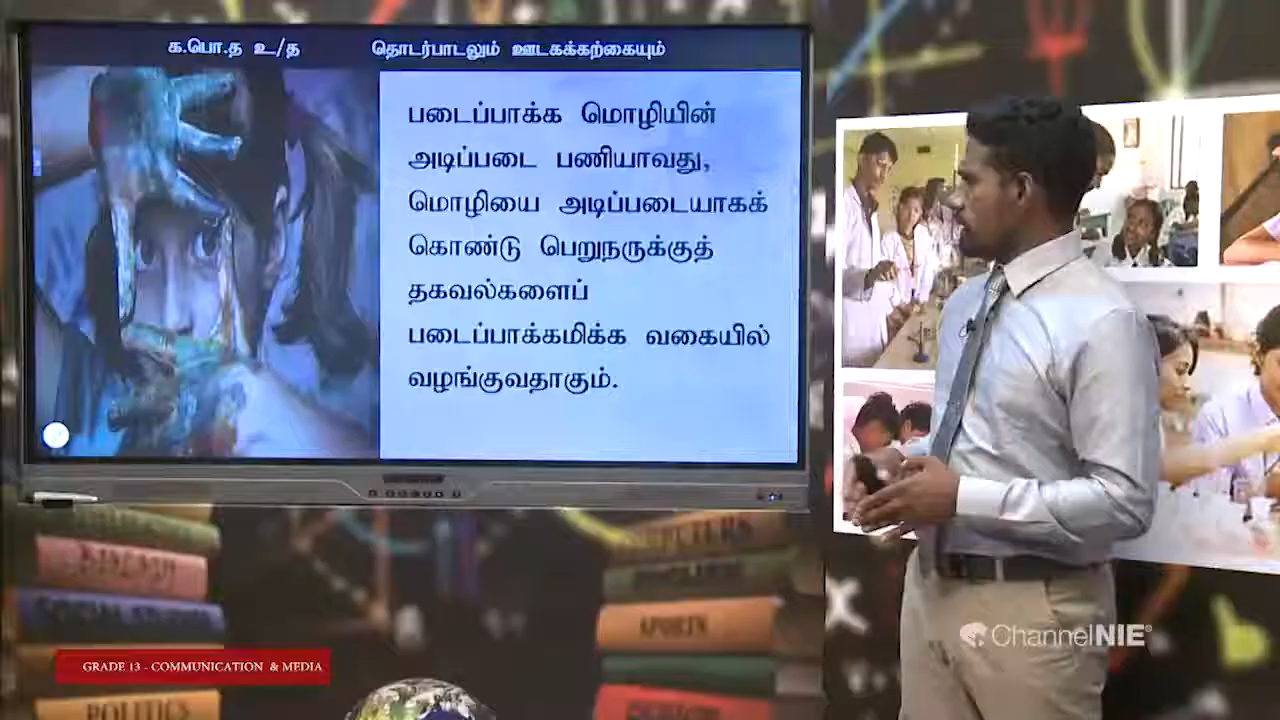 க.பொ.த உ/த தொடர்பாடலும் ஊடகக்கற்கையும்
படைப்பாக்க மொழியின்
அடிப்படை பணியாவது,
மொழியை அடிப்படையாகக்
கொண்டு பெறுநருக்குத்
தகவல்களைப்
படைப்பாக்கமிக்க வகையில்
வழங்குவதாகும்.
SPORTS
POLITICS
GRADE 13 - COMMUNICATION & MEDIA
ChannelNIE